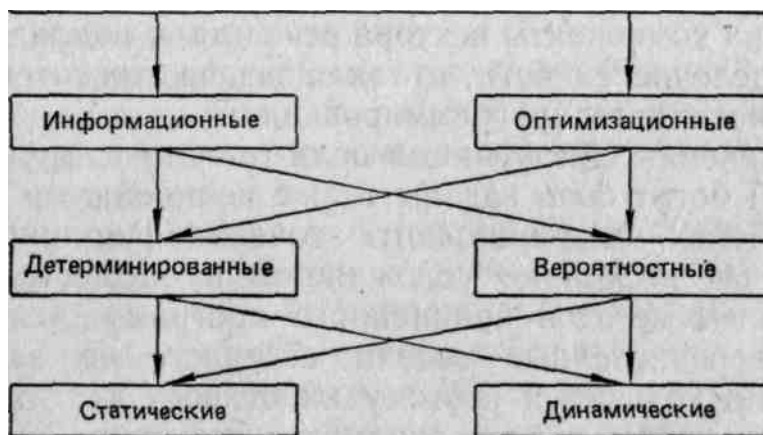 Информационные
Оптимизационные
Детерминированные
Вероятностные
Статические
Динамические